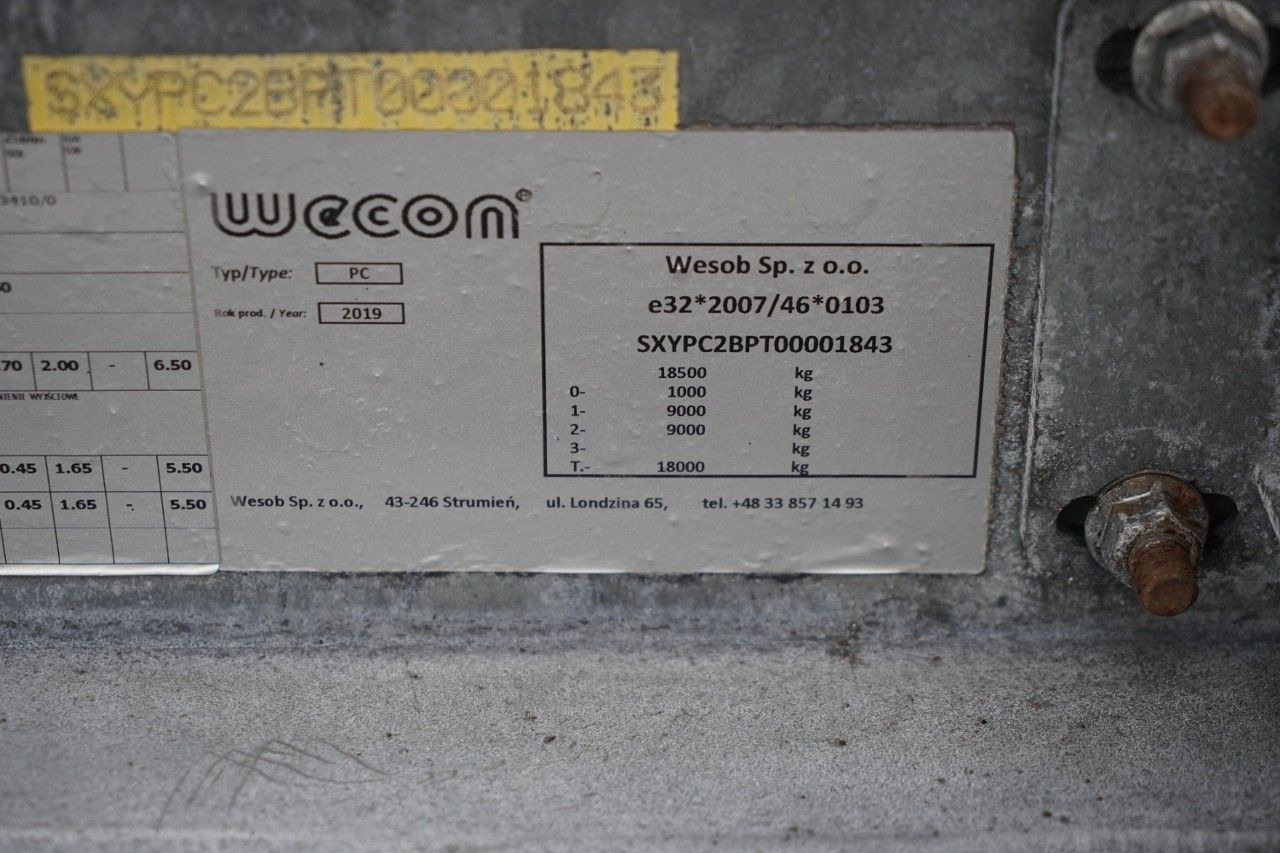 SXYPC2BPT00001843
3410/0
70 2.00 - 6.50
0.45 1.65 - 5.50
0.45 1.65 -. 5.50
wecon®
Typ/Type: PC
Rok prod. / Year: 2019
Wesob Sp. z o.o.
e32*2007/46*0103
SXYPC2BPT00001843
18500 kg
0- 1000 kg
1- 9000 kg
2- 9000 kg
3- kg
T.- 18000 kg
Wesob Sp. z o.o., 43-246 Strumień, ul. Londzina 65, tel. +48 33 857 14 93